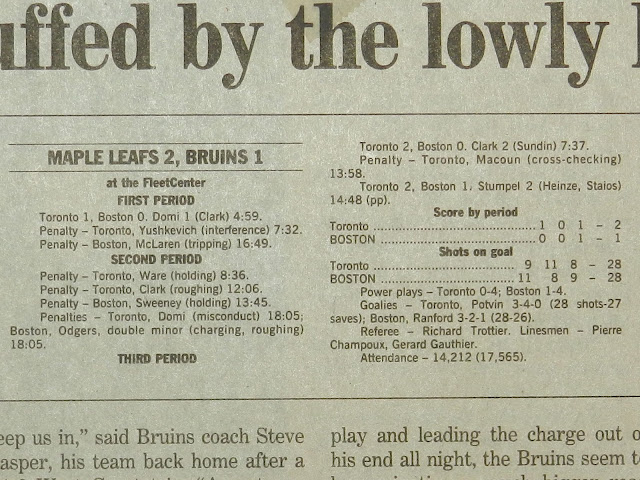 uffed by the lowly
MAPLE LEAFS 2, BRUINS 1
at the FleetCenter
FIRST PERIOD
Toronto 1, Boston 0. Domi 1 (Clark) 4:59.
Penalty – Toronto, Yushkevich (interference) 7:32.
Penalty – Boston, McLaren (tripping) 16:49.
SECOND PERIOD
Penalty – Toronto, Ware (holding) 8:36.
Penalty – Toronto, Clark (roughing) 12:06.
Penalty – Boston, Sweeney (holding) 13:45.
Penalties – Toronto, Domi (misconduct) 18:05;
Boston, Odgers, double minor (charging, roughing)
18:05.
THIRD PERIOD
Toronto 2, Boston 0. Clark 2 (Sundin) 7:37.
Penalty – Toronto, Macoun (cross-checking)
13:58.
Toronto 2, Boston 1, Stumpel 2 (Heinze, Staios)
14:48 (pp).
Score by period
Toronto ........................................ 1 0 1 – 2
BOSTON ........................................ 0 0 1 – 1
Shots on goal
Toronto .................................. 9 11 8 – 28
BOSTON .................................. 11 8 9 – 28
Power plays – Toronto 0-4; Boston 1-4.
Goalies – Toronto, Potvin 3-4-0 (28 shots-27
saves); Boston, Ranford 3-2-1 (28-26).
Referee – Richard Trottier. Linesmen – Pierre
Champoux, Gerard Gauthier.
Attendance – 14,212 (17,565).
eep us in,” said Bruins coach Steve
asper, his team back home after a
play and leading the charge out o
his end all night, the Bruins seem t